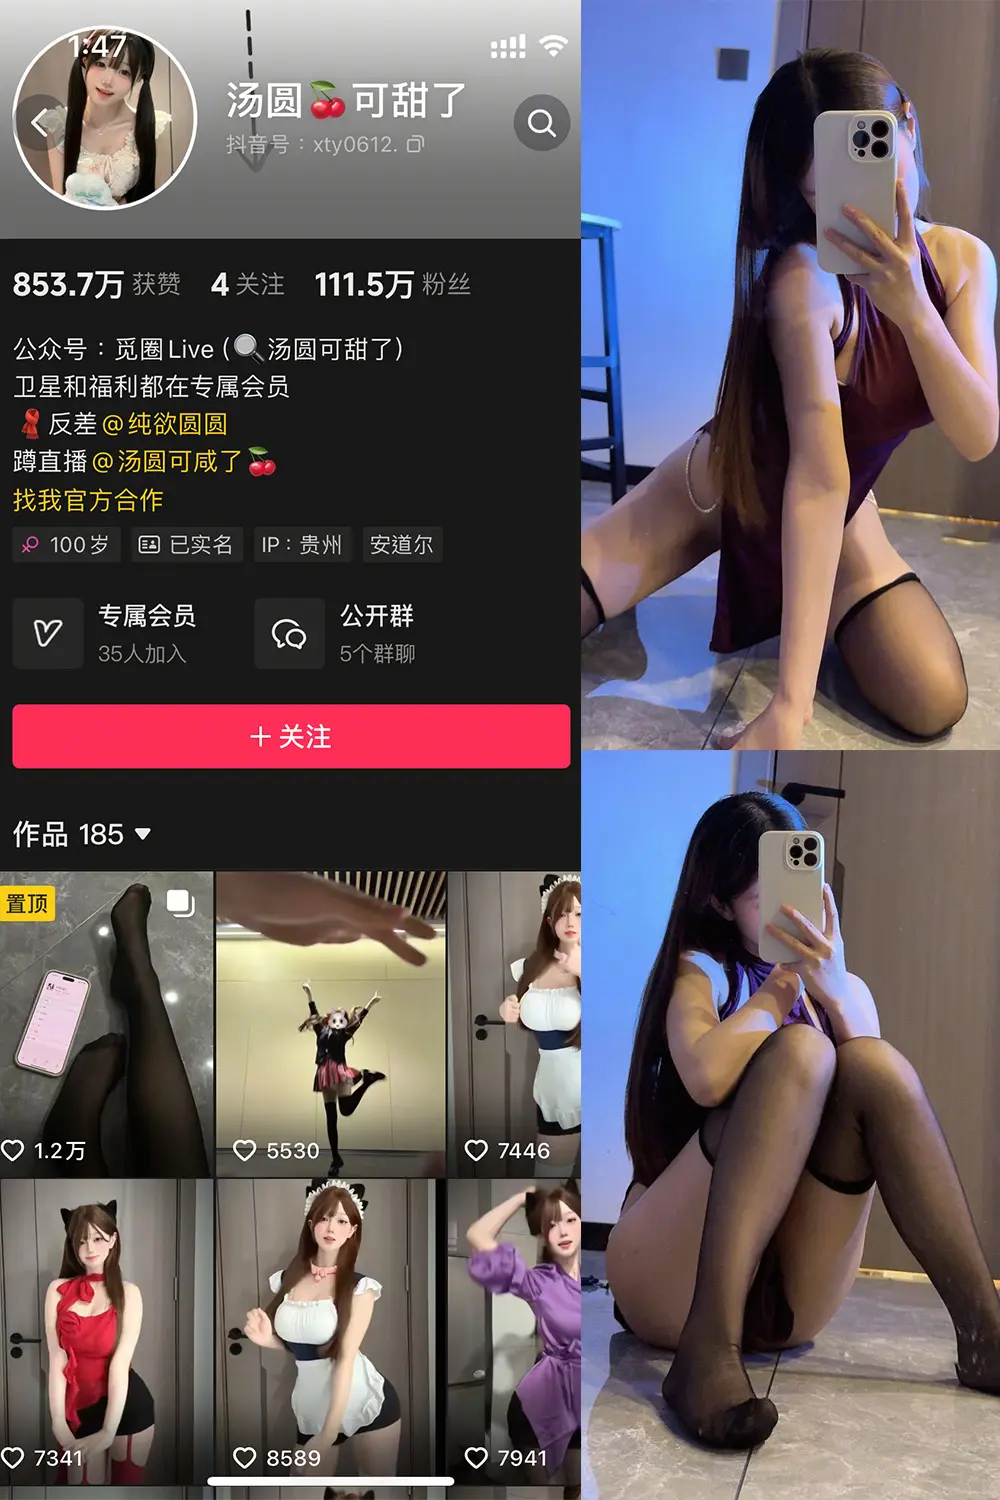 1:47
汤圆🍒可甜了
抖音号：xty0612.
853.7万 获赞 4 关注 111.5万 粉丝
公众号：觅圈Live (🔍汤圆可甜了)
卫星和福利都在专属会员
🧣反差@纯欲圆圆
蹲直播@汤圆可咸了🍒
找我官方合作
100岁 已实名 IP：贵州 安道尔
专属会员 公开群
35人加入 5个群聊
+ 关注
作品 185
置顶
1.2万 5530 7446
7341 8589 7941